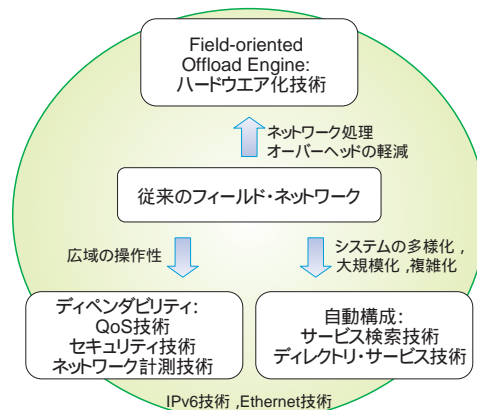 Field-oriented
Offload Engine:
ハードウエア化技術
ネットワーク処理
オーバーヘッドの軽減
従来のフィールド・ネットワーク
広域の操作性
システムの多様化 ,
大規模化 ,複雑化
ディペンダビリティ:
QoS技術
セキュリティ技術
ネットワーク計測技術
自動構成:
サービス検索技術
ディレクトリ・サービス技術
IPv6技術 ,Ethernet技術